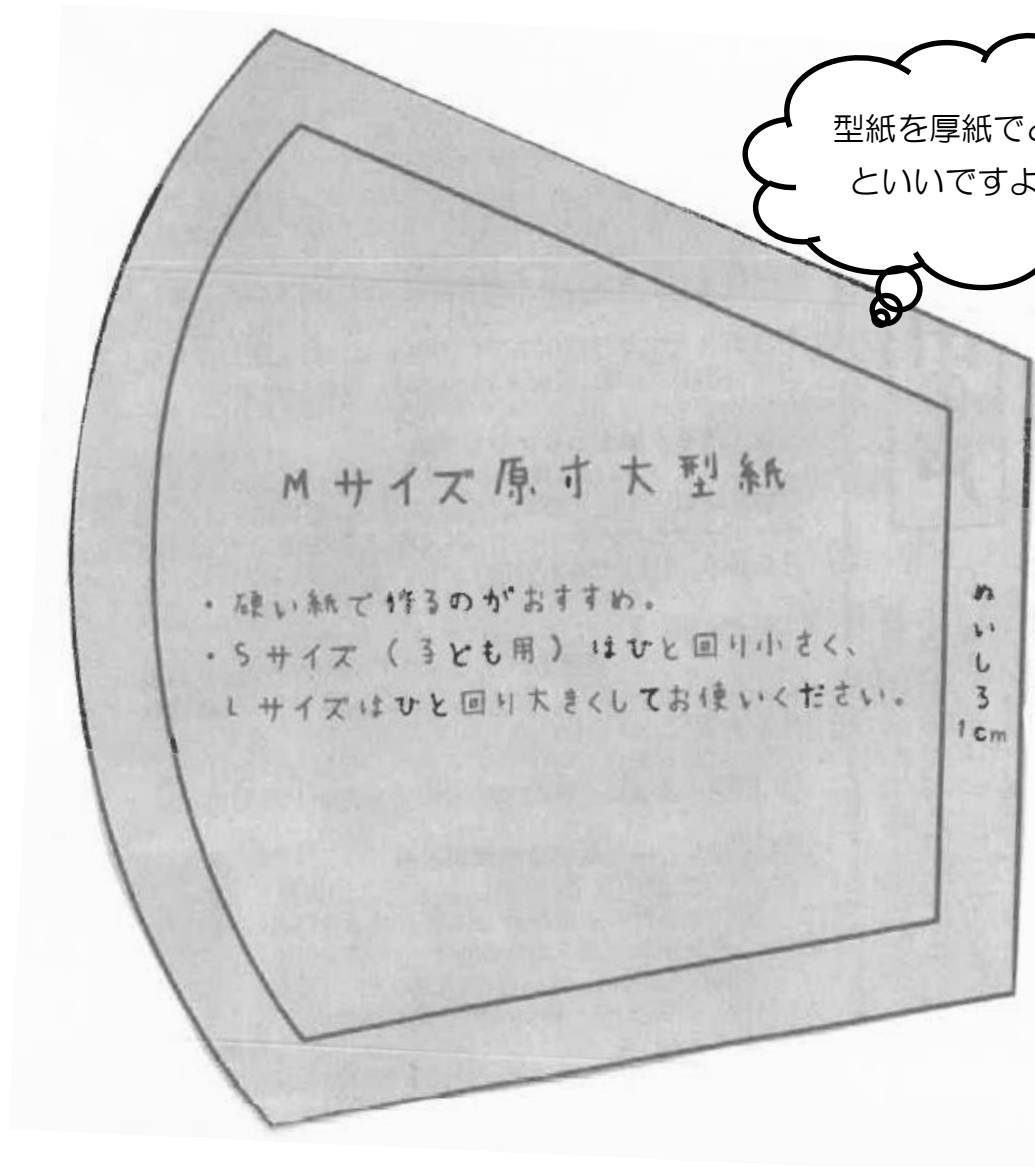 型紙を厚紙で
といいですよ
Mサイズ原寸大型紙
・硬い紙で作るのがおすすめ。
・Sサイズ（子ども用）はひと回り小さく、
Lサイズはひと回り大きくしてお使いください。
ぬいしろ1cm